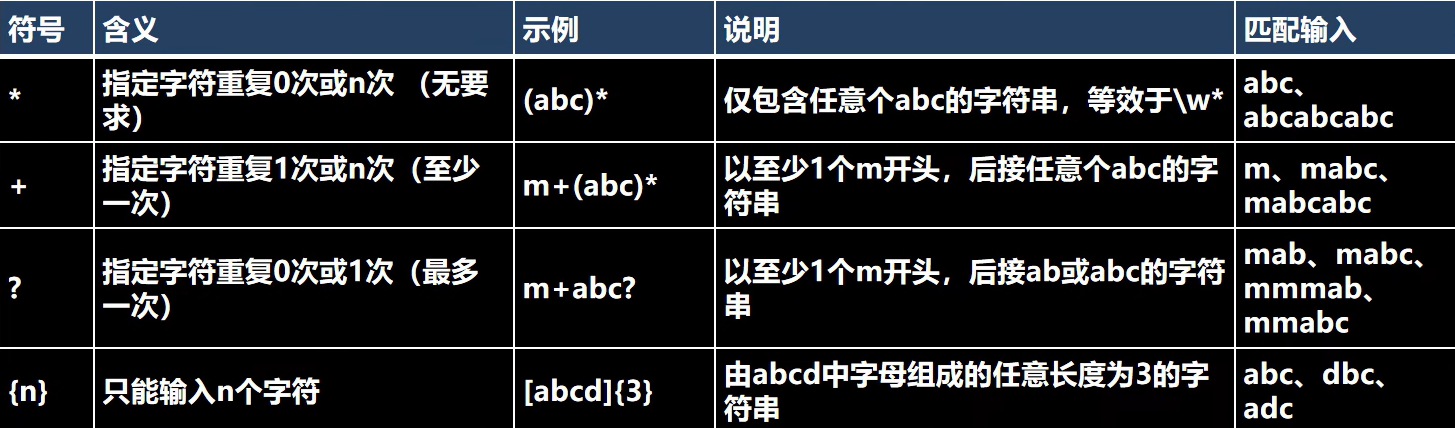 符号 含义 示例 说明 匹配输入
* 指定字符重复0次或n次 （无要 (abc)* 仅包含任意个abc的字符串，等效于\w* abc、
求） abcabcabc
+ 指定字符重复1次或n次（至少 m+(abc)* 以至少1个m开头，后接任意个abc的字 m、mabc、
一次） 符串 mabcabc
? 指定字符重复0次或1次（最多 m+abc? 以至少1个m开头，后接ab或abc的字符 mab、mabc、
一次） 串 mmmab、
mmabc
{n} 只能输入n个字符 [abcd]{3} 由abcd中字母组成的任意长度为3的字 abc、dbc、
符串 adc